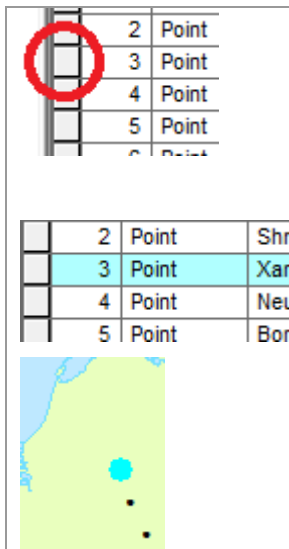 2 Point
3 Point
4 Point
5 Point
2 Point Shr
3 Point Xar
4 Point Neu
5 Point Bor